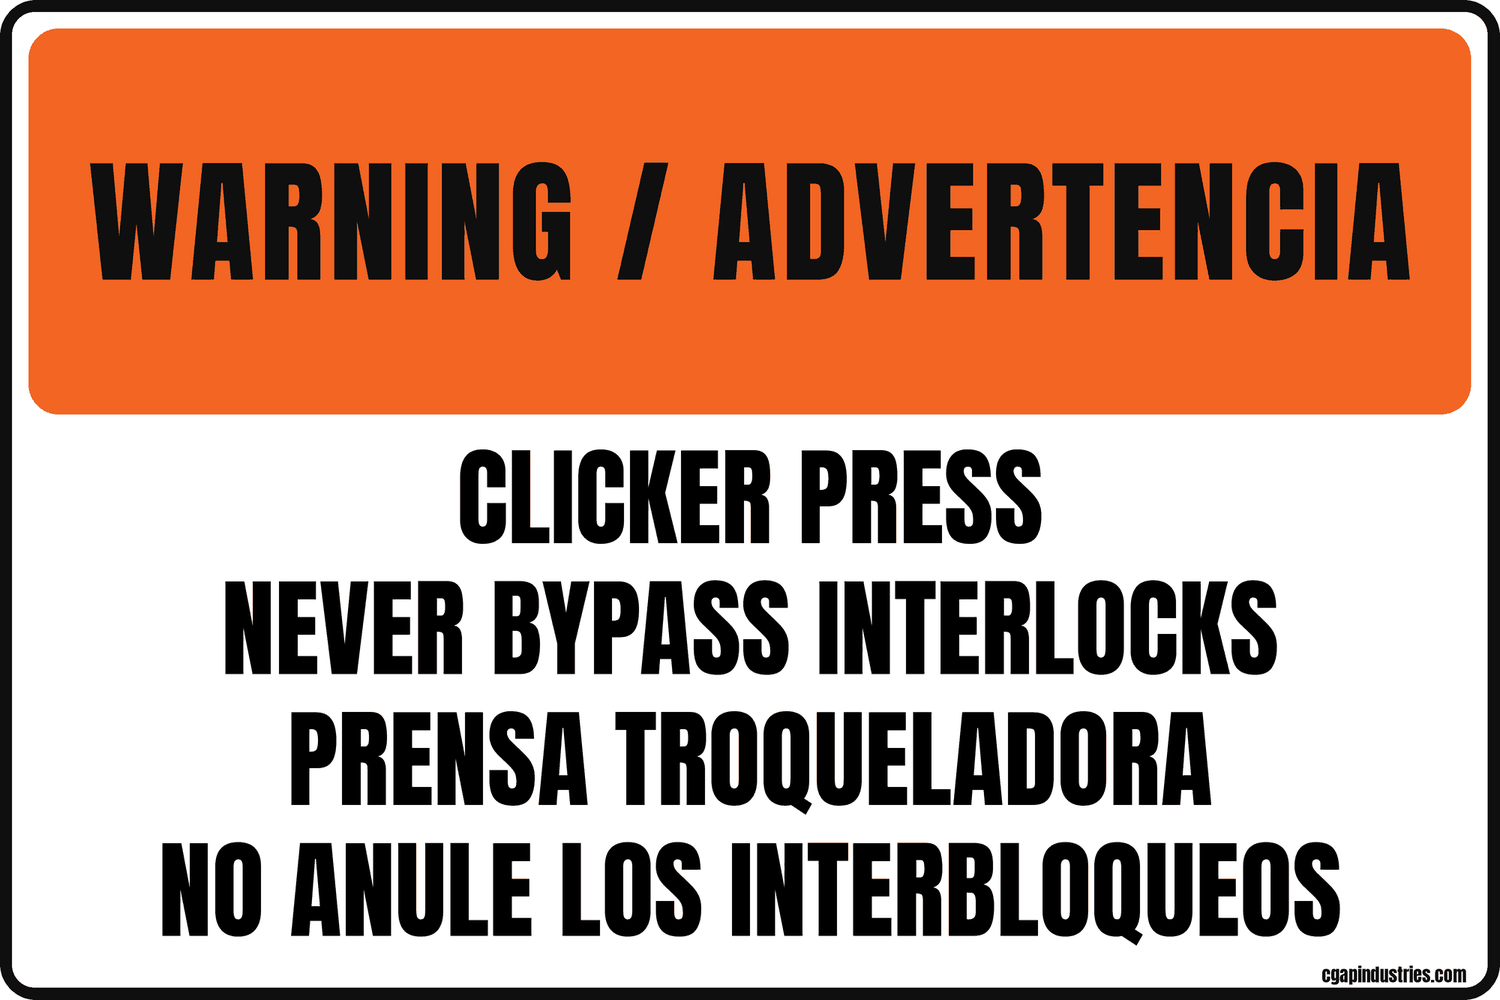 WARNING / ADVERTENCIA
CLICKER PRESS
NEVER BYPASS INTERLOCKS
PRENSA TROQUELADORA
NO ANULE LOS INTERBLOQUEOS
cgapindustries.com